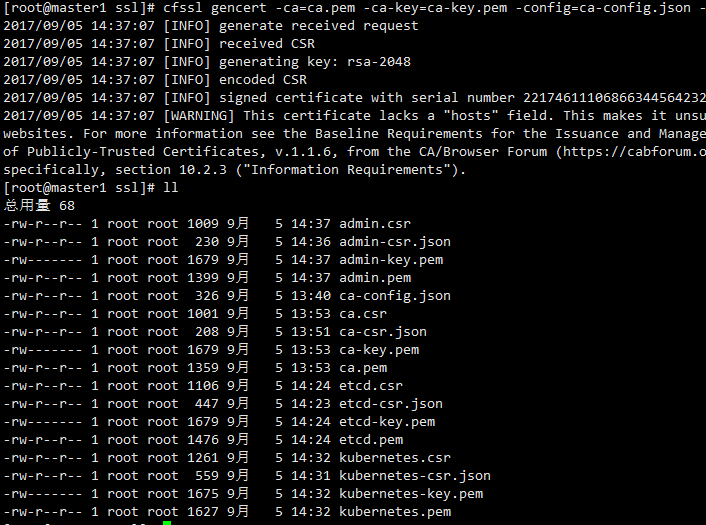 [root@master1 ssl]# cfssl gencert -ca=ca.pem -ca-key=ca-key.pem -config=ca-config.json -
2017/09/05 14:37:07 [INFO] generate received request
2017/09/05 14:37:07 [INFO] received CSR
2017/09/05 14:37:07 [INFO] generating key: rsa-2048
2017/09/05 14:37:07 [INFO] encoded CSR
2017/09/05 14:37:07 [INFO] signed certificate with serial number 22174611106866344564232
2017/09/05 14:37:07 [WARNING] This certificate lacks a "hosts" field. This makes it unsu
websites. For more information see the Baseline Requirements for the Issuance and Manage
of Publicly-Trusted Certificates, v.1.1.6, from the CA/Browser Forum (https://cabforum.o
specifically, section 10.2.3 ("Information Requirements").
[root@master1 ssl]# ll
总用量 68
-rw-r--r-- 1 root root 1009 9月   5 14:37 admin.csr
-rw-r--r-- 1 root root  230 9月   5 14:36 admin-csr.json
-rw------- 1 root root 1679 9月   5 14:37 admin-key.pem
-rw-r--r-- 1 root root 1399 9月   5 14:37 admin.pem
-rw-r--r-- 1 root root  326 9月   5 13:40 ca-config.json
-rw-r--r-- 1 root root 1001 9月   5 13:53 ca.csr
-rw-r--r-- 1 root root  208 9月   5 13:51 ca-csr.json
-rw------- 1 root root 1679 9月   5 13:53 ca-key.pem
-rw-r--r-- 1 root root 1359 9月   5 13:53 ca.pem
-rw-r--r-- 1 root root 1106 9月   5 14:24 etcd.csr
-rw-r--r-- 1 root root  447 9月   5 14:23 etcd-csr.json
-rw------- 1 root root 1679 9月   5 14:24 etcd-key.pem
-rw-r--r-- 1 root root 1476 9月   5 14:24 etcd.pem
-rw-r--r-- 1 root root 1261 9月   5 14:32 kubernetes.csr
-rw-r--r-- 1 root root  559 9月   5 14:31 kubernetes-csr.json
-rw------- 1 root root 1675 9月   5 14:32 kubernetes-key.pem
-rw-r--r-- 1 root root 1627 9月   5 14:32 kubernetes.pem